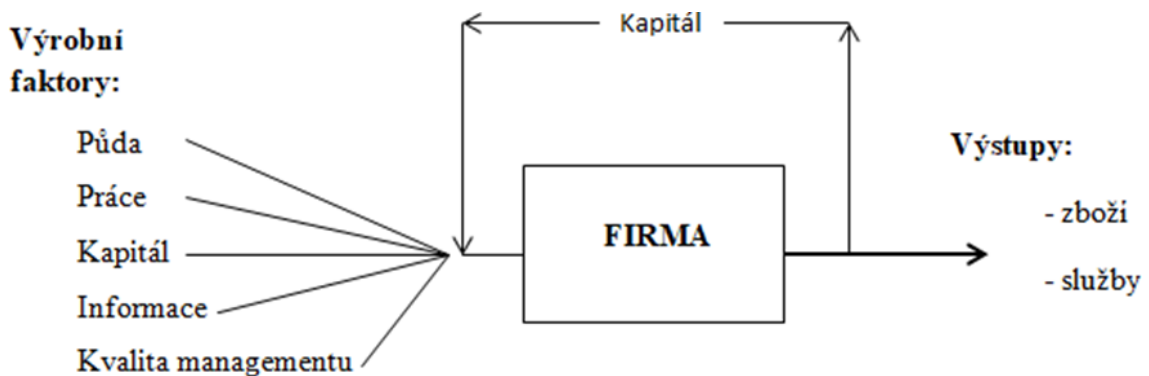 Výrobní
faktory:
Půda
Práce
Kapitál
Informace
Kvalita managementu
Kapitál
FIRMA
Výstupy:
- zboží
- služby